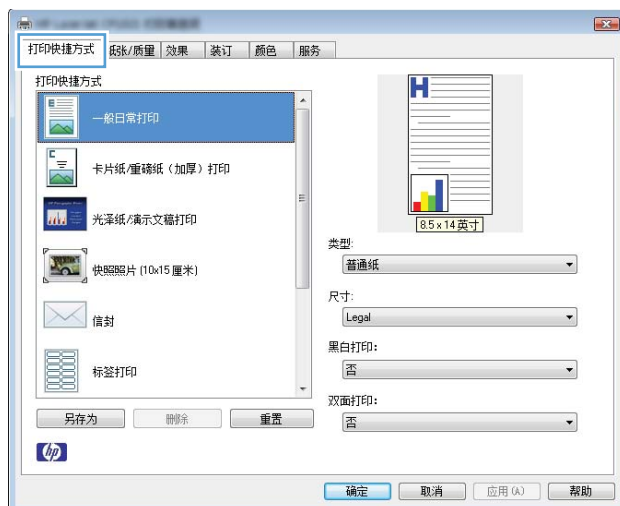 打印快捷方式
纸张/质量
效果
装订
颜色
服务
打印快捷方式
一般日常打印
卡片纸/重磅纸（加厚）打印
光泽纸/演示文稿打印
快照照片 (10x15 厘米)
信封
标签打印
另存为
删除
重置
8.5 x 14 英寸
类型:
普通纸
尺寸:
Legal
黑白打印:
否
双面打印:
否
hp
确定
取消
应用 (A)
帮助